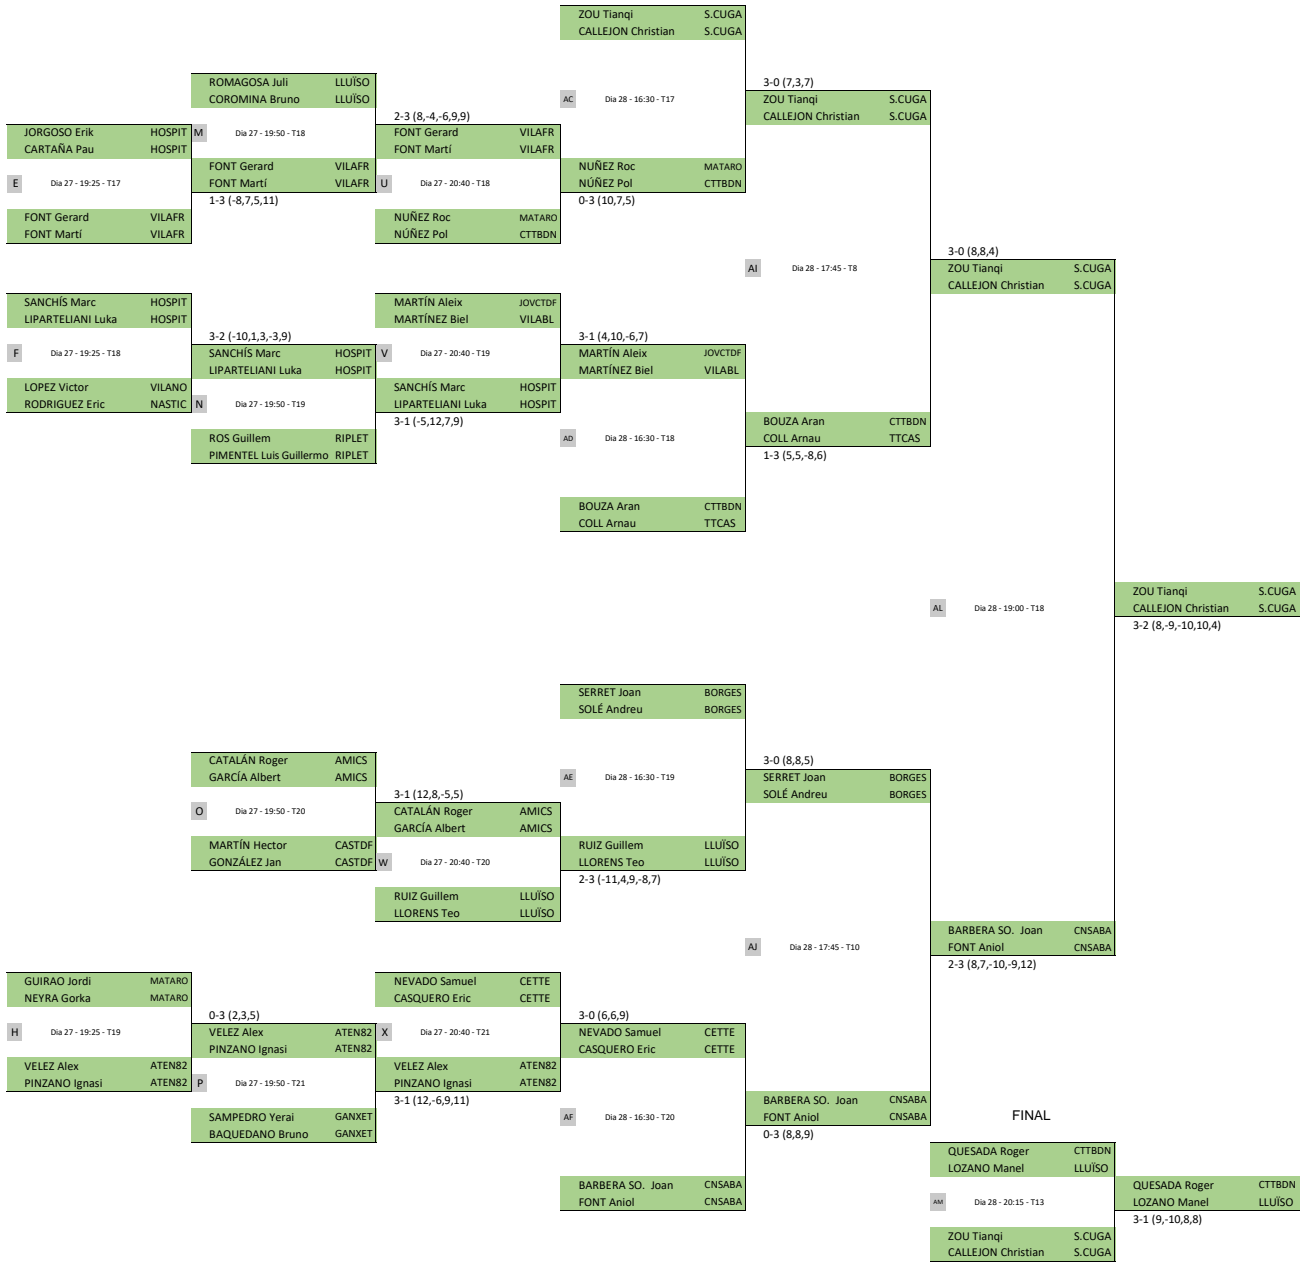 ZOU Tianqi S.CUGA
CALLEJON Christian S.CUGA
ROMAGOSA Juli LLUÏSO
COROMINA Bruno LLUÏSO
3-0 (7,3,7)
AC Dia 28 - 16:30 - T17
ZOU Tianqi S.CUGA
CALLEJON Christian S.CUGA
2-3 (8,-4,-6,9,9)
JORGOSO Erik HOSPIT
CARTAÑA Pau HOSPIT
M Dia 27 - 19:50 - T18
FONT Gerard VILAFR
FONT Martí VILAFR
FONT Gerard VILAFR
FONT Martí VILAFR
NUÑEZ Roc MATARO
NÚÑEZ Pol CTTBDN
E Dia 27 - 19:25 - T17
U Dia 27 - 20:40 - T18
1-3 (-8,7,5,11)
0-3 (10,7,5)
FONT Gerard VILAFR
FONT Martí VILAFR
NUÑEZ Roc MATARO
NÚÑEZ Pol CTTBDN
3-0 (8,8,4)
AI Dia 28 - 17:45 - T8
ZOU Tianqi S.CUGA
CALLEJON Christian S.CUGA
SANCHÍS Marc HOSPIT
LIPARTELIANI Luka HOSPIT
MARTÍN Aleix JOVCTDF
MARTÍNEZ Biel VILABL
3-2 (-10,1,3,-3,9)
3-1 (4,10,-6,7)
F Dia 27 - 19:25 - T18
SANCHÍS Marc HOSPIT
LIPARTELIANI Luka HOSPIT
V Dia 27 - 20:40 - T19
MARTÍN Aleix JOVCTDF
MARTÍNEZ Biel VILABL
LOPEZ Victor VILANO
RODRIGUEZ Eric NASTIC
N Dia 27 - 19:50 - T19
SANCHÍS Marc HOSPIT
LIPARTELIANI Luka HOSPIT
3-1 (-5,12,7,9)
BOUZA Aran CTTBDN
COLL Arnau TTCAS
1-3 (5,5,-8,6)
ROS Guillem RIPLET
PIMENTEL Luis Guillermo RIPLET
AD Dia 28 - 16:30 - T18
BOUZA Aran CTTBDN
COLL Arnau TTCAS
AL Dia 28 - 19:00 - T18
ZOU Tianqi S.CUGA
CALLEJON Christian S.CUGA
3-2 (8,-9,-10,10,4)
SERRET Joan BORGES
SOLÉ Andreu BORGES
CATALÁN Roger AMICS
GARCÍA Albert AMICS
3-0 (8,8,5)
AE Dia 28 - 16:30 - T19
SERRET Joan BORGES
SOLÉ Andreu BORGES
3-1 (12,8,-5,5)
O Dia 27 - 19:50 - T20
CATALÁN Roger AMICS
GARCÍA Albert AMICS
MARTÍN Hector CASTDF
GONZÁLEZ Jan CASTDF
W Dia 27 - 20:40 - T20
RUIZ Guillem LLUÏSO
LLORENS Teo LLUÏSO
2-3 (-11,4,9,-8,7)
RUIZ Guillem LLUÏSO
LLORENS Teo LLUÏSO
AJ Dia 28 - 17:45 - T10
BARBERA SO. Joan CNSABA
FONT Aniol CNSABA
2-3 (8,7,-10,-9,12)
GUIRAO Jordi MATARO
NEYRA Gorka MATARO
NEVADO Samuel CETTE
CASQUERO Eric CETTE
0-3 (2,3,5)
3-0 (6,6,9)
H Dia 27 - 19:25 - T19
VELEZ Alex ATEN82
PINZANO Ignasi ATEN82
X Dia 27 - 20:40 - T21
NEVADO Samuel CETTE
CASQUERO Eric CETTE
VELEZ Alex ATEN82
PINZANO Ignasi ATEN82
P Dia 27 - 19:50 - T21
VELEZ Alex ATEN82
PINZANO Ignasi ATEN82
3-1 (12,-6,9,11)
SAMPEDRO Yerai GANXET
BAQUEDANO Bruno GANXET
AF Dia 28 - 16:30 - T20
BARBERA SO. Joan CNSABA
FONT Aniol CNSABA
0-3 (8,8,9)
BARBERA SO. Joan CNSABA
FONT Aniol CNSABA
FINAL
QUESADA Roger CTTBDN
LOZANO Manel LLUÏSO
AM Dia 28 - 20:15 - T13
QUESADA Roger CTTBDN
LOZANO Manel LLUÏSO
3-1 (9,-10,8,8)
ZOU Tianqi S.CUGA
CALLEJON Christian S.CUGA